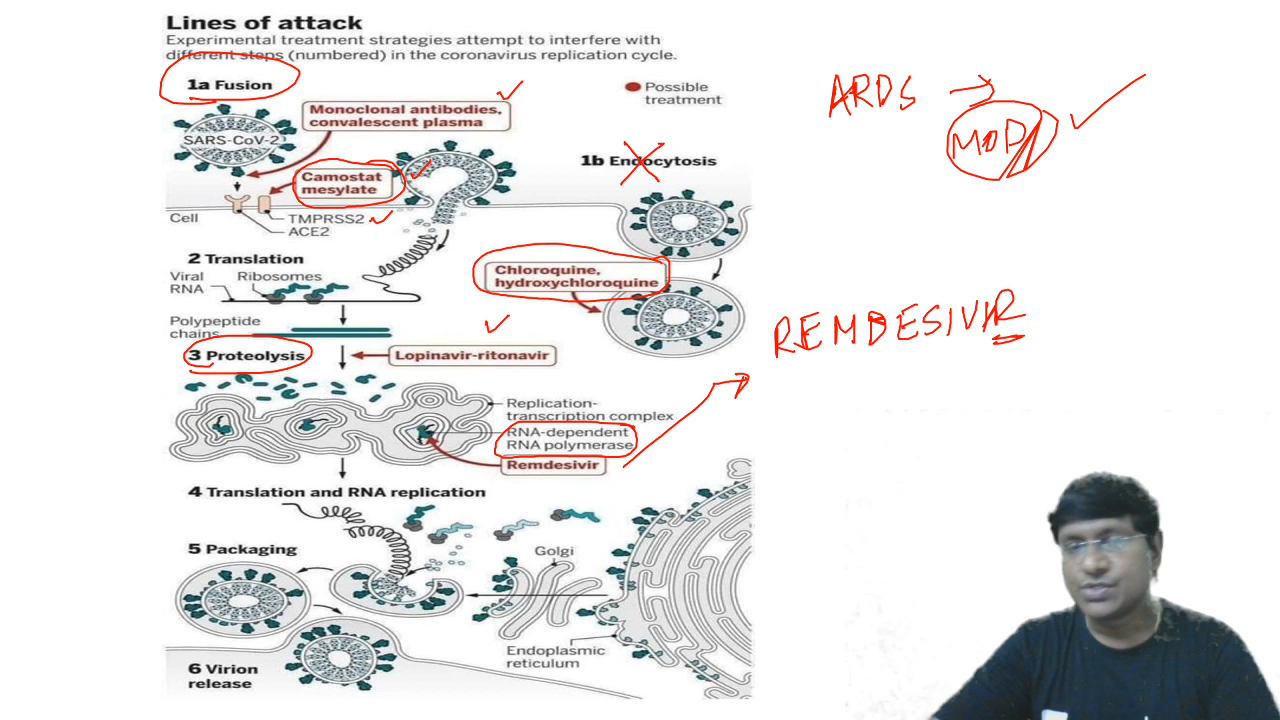 Lines of attack
Experimental treatment strategies attempt to interfere with
different steps (numbered) in the coronavirus replication cycle.
1a Fusion
Possible
treatment
Monoclonal antibodies,
convalescent plasma
SARS-CoV-2
1b Endocytosis
Camostat
mesylate
Cell
TMPRSS2
ACE2
2 Translation
Viral
RNA
Ribosomes
Chloroquine,
hydroxychloroquine
Polypeptide
chains
3 Proteolysis
Lopinavir-ritonavir
Replication-
transcription complex
RNA-dependent
RNA polymerase
Remdesivir
4 Translation and RNA replication
5 Packaging
Golgi
Endoplasmic
reticulum
6 Virion
release
ARDS
REMDESIVIR